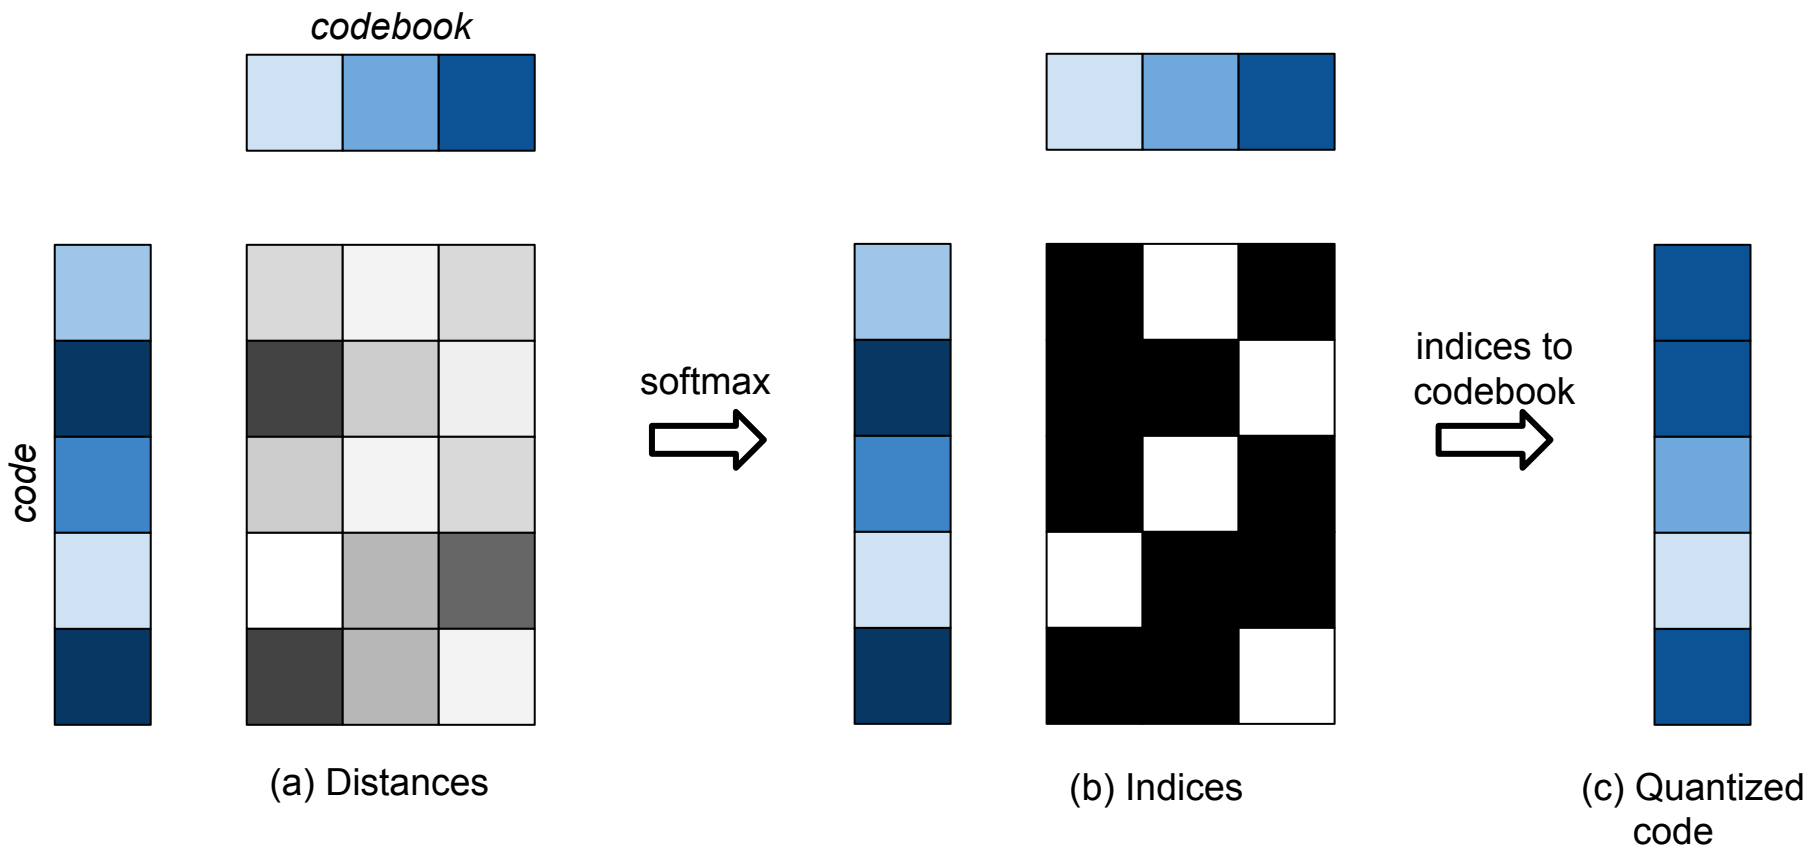 codebook
code
softmax
indices to
codebook
(a) Distances
(b) Indices
(c) Quantized
code